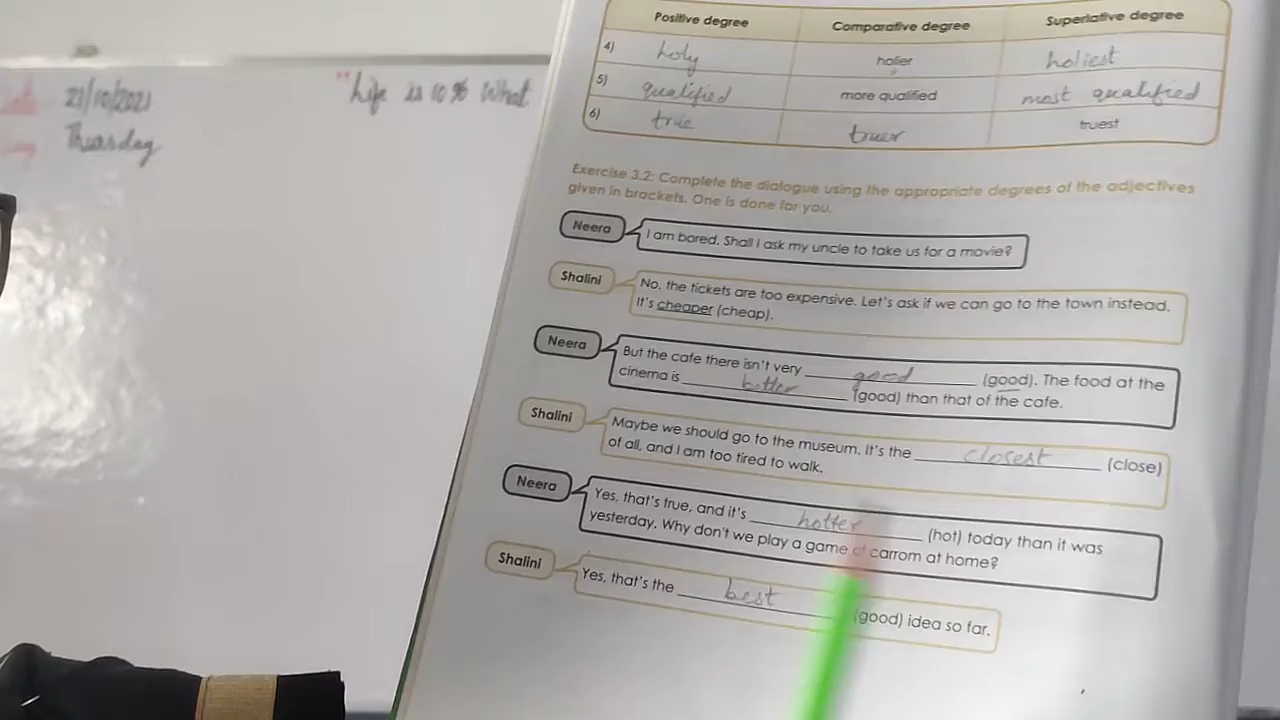 21/10/2021
Thursday
"Life is 10% What
Positive degree Comparative degree Superlative degree
4) holy holier holiest
5) qualified more qualified most qualified
6) true truer truest
Exercise 3.2: Complete the dialogue using the appropriate degrees of the adjectives
given in brackets. One is done for you.
Neera I am bored. Shall I ask my uncle to take us for a movie?
Shalini No, the tickets are too expensive. Let's ask if we can go to the town instead.
It's cheaper (cheap).
Neera But the cafe there isn't very good (good). The food at the
cinema is better (good) than that of the cafe.
Shalini Maybe we should go to the museum. It's the closest (close)
of all, and I am too tired to walk.
Neera Yes, that's true, and it's hotter (hot) today than it was
yesterday. Why don't we play a game of carrom at home?
Shalini Yes, that's the best (good) idea so far.